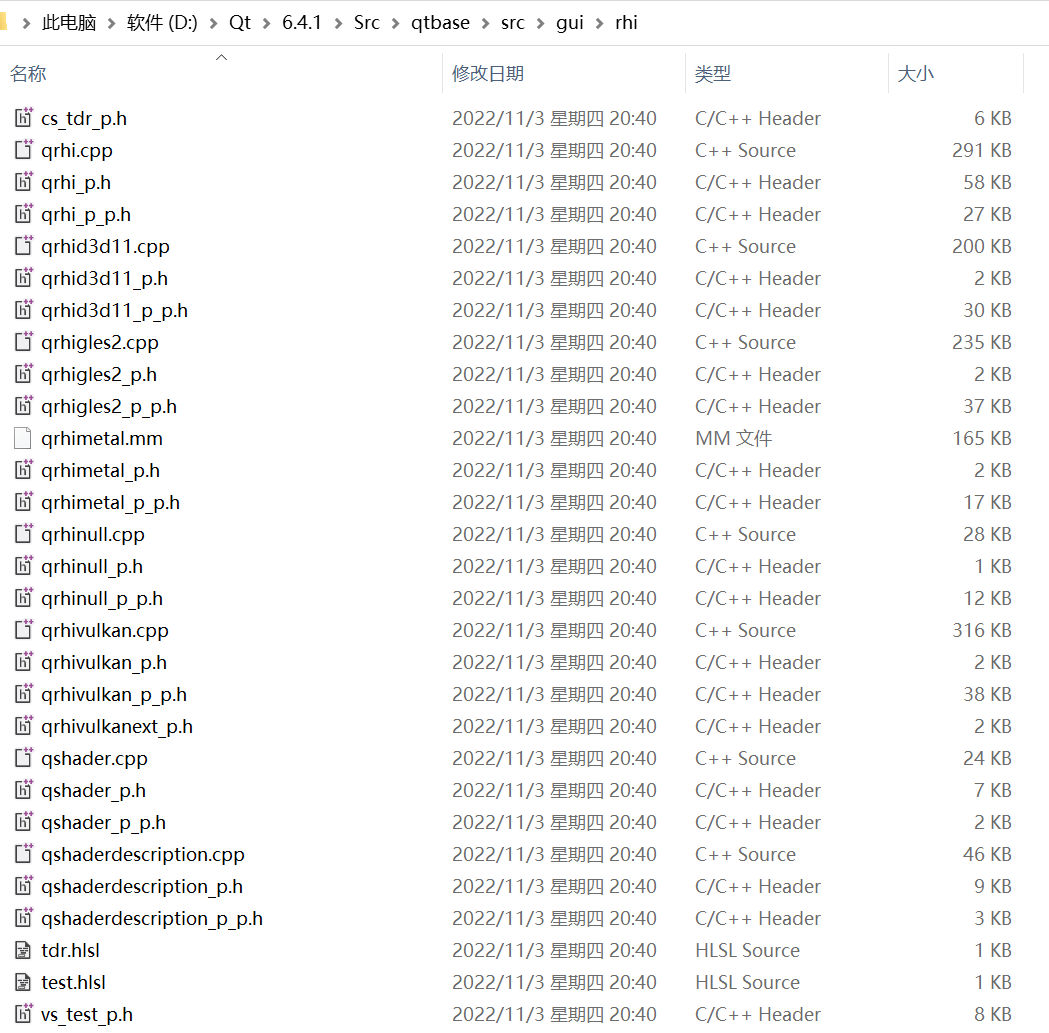 此电脑 > 软件 (D:) > Qt > 6.4.1 > Src > qtbase > src > gui > rhi
名称 修改日期 类型 大小
cs_tdr_p.h 2022/11/3 星期四 20:40 C/C++ Header 6 KB
qrhi.cpp 2022/11/3 星期四 20:40 C++ Source 291 KB
qrhi_p.h 2022/11/3 星期四 20:40 C/C++ Header 58 KB
qrhi_p_p.h 2022/11/3 星期四 20:40 C/C++ Header 27 KB
qrhid3d11.cpp 2022/11/3 星期四 20:40 C++ Source 200 KB
qrhid3d11_p.h 2022/11/3 星期四 20:40 C/C++ Header 2 KB
qrhid3d11_p_p.h 2022/11/3 星期四 20:40 C/C++ Header 30 KB
qrhigles2.cpp 2022/11/3 星期四 20:40 C++ Source 235 KB
qrhigles2_p.h 2022/11/3 星期四 20:40 C/C++ Header 2 KB
qrhigles2_p_p.h 2022/11/3 星期四 20:40 C/C++ Header 37 KB
qrhimetal.mm 2022/11/3 星期四 20:40 MM 文件 165 KB
qrhimetal_p.h 2022/11/3 星期四 20:40 C/C++ Header 2 KB
qrhimetal_p_p.h 2022/11/3 星期四 20:40 C/C++ Header 17 KB
qrhinull.cpp 2022/11/3 星期四 20:40 C++ Source 28 KB
qrhinull_p.h 2022/11/3 星期四 20:40 C/C++ Header 1 KB
qrhinull_p_p.h 2022/11/3 星期四 20:40 C/C++ Header 12 KB
qrhivulkan.cpp 2022/11/3 星期四 20:40 C++ Source 316 KB
qrhivulkan_p.h 2022/11/3 星期四 20:40 C/C++ Header 2 KB
qrhivulkan_p_p.h 2022/11/3 星期四 20:40 C/C++ Header 38 KB
qrhivulkanext_p.h 2022/11/3 星期四 20:40 C/C++ Header 2 KB
qshader.cpp 2022/11/3 星期四 20:40 C++ Source 24 KB
qshader_p.h 2022/11/3 星期四 20:40 C/C++ Header 7 KB
qshader_p_p.h 2022/11/3 星期四 20:40 C/C++ Header 2 KB
qshaderdescription.cpp 2022/11/3 星期四 20:40 C++ Source 46 KB
qshaderdescription_p.h 2022/11/3 星期四 20:40 C/C++ Header 9 KB
qshaderdescription_p_p.h 2022/11/3 星期四 20:40 C/C++ Header 3 KB
tdr.hlsl 2022/11/3 星期四 20:40 HLSL Source 1 KB
test.hlsl 2022/11/3 星期四 20:40 HLSL Source 1 KB
vs_test_p.h 2022/11/3 星期四 20:40 C/C++ Header 8 KB